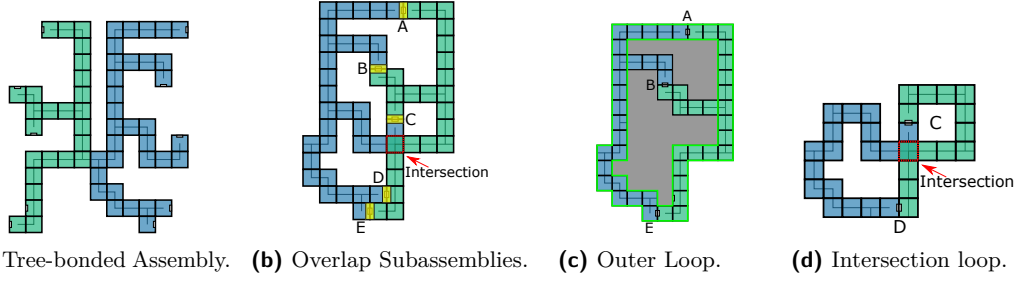 A
B
C
Intersection
D
E
A
B
E
C
Intersection
D
Tree-bonded Assembly. (b) Overlap Subassemblies. (c) Outer Loop. (d) Intersection loop.